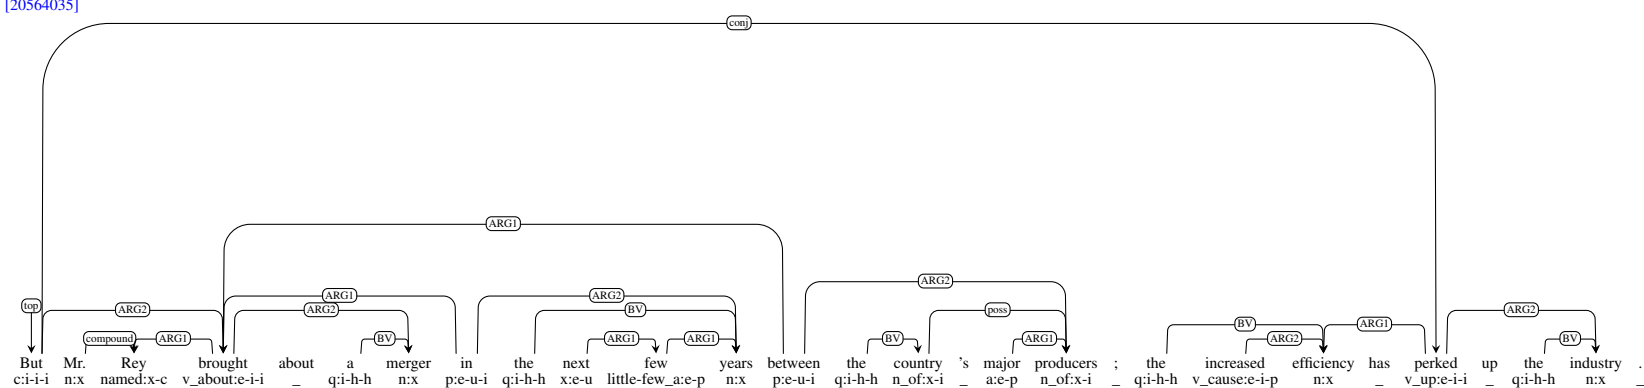 [20564035]
conj
ARG1
ARG2
top ARG1 ARG2 poss
ARG2 ARG2 BV ARG2
BV ARG1
compound ARG1 BV ARG1 ARG1 BV ARG1 ARG2 BV
But Mr. Rey brought about a merger in the next few years between the country 's major producers ; the increased efficiency has perked up the industry .
c:i-i-i n:x named:x-c v_about:e-i-i _ q:i-h-h n:x p:e-u-i q:i-h-h x:e-u little-few_a:e-p n:x p:e-u-i q:i-h-h n_of:x-i _ a:e-p n_of:x-i _ q:i-h-h v_cause:e-i-p n:x _ v_up:e-i-i _ q:i-h-h n:x _